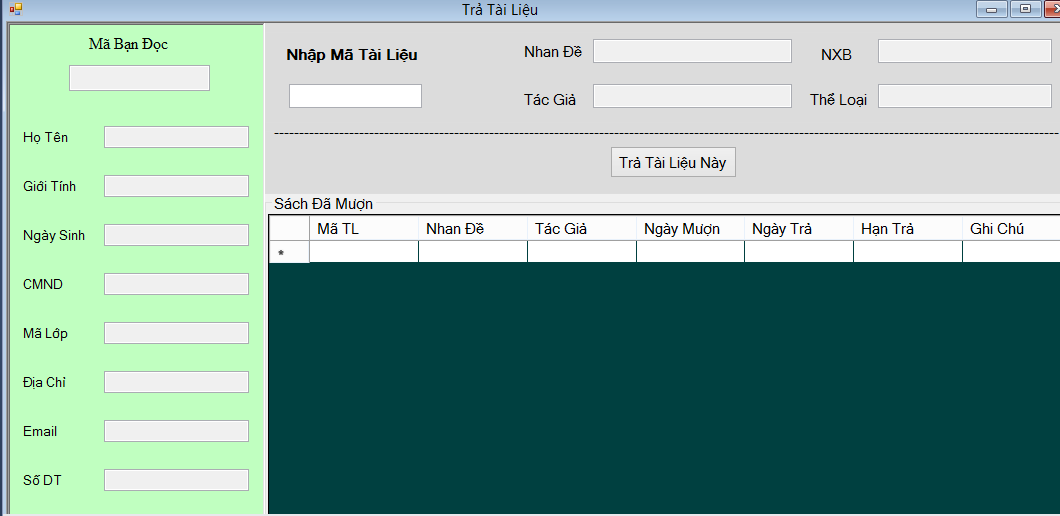 Trả Tài Liệu
Mã Bạn Đọc
Họ Tên
Giới Tính
Ngày Sinh
CMND
Mã Lớp
Địa Chỉ
Email
Số DT
Nhập Mã Tài Liệu
Nhan Đề
NXB
Tác Giả
Thể Loại
Trả Tài Liệu Này
Sách Đã Mượn
Mã TL Nhan Đề Tác Giả Ngày Mượn Ngày Trả Hạn Trả Ghi Chú
*